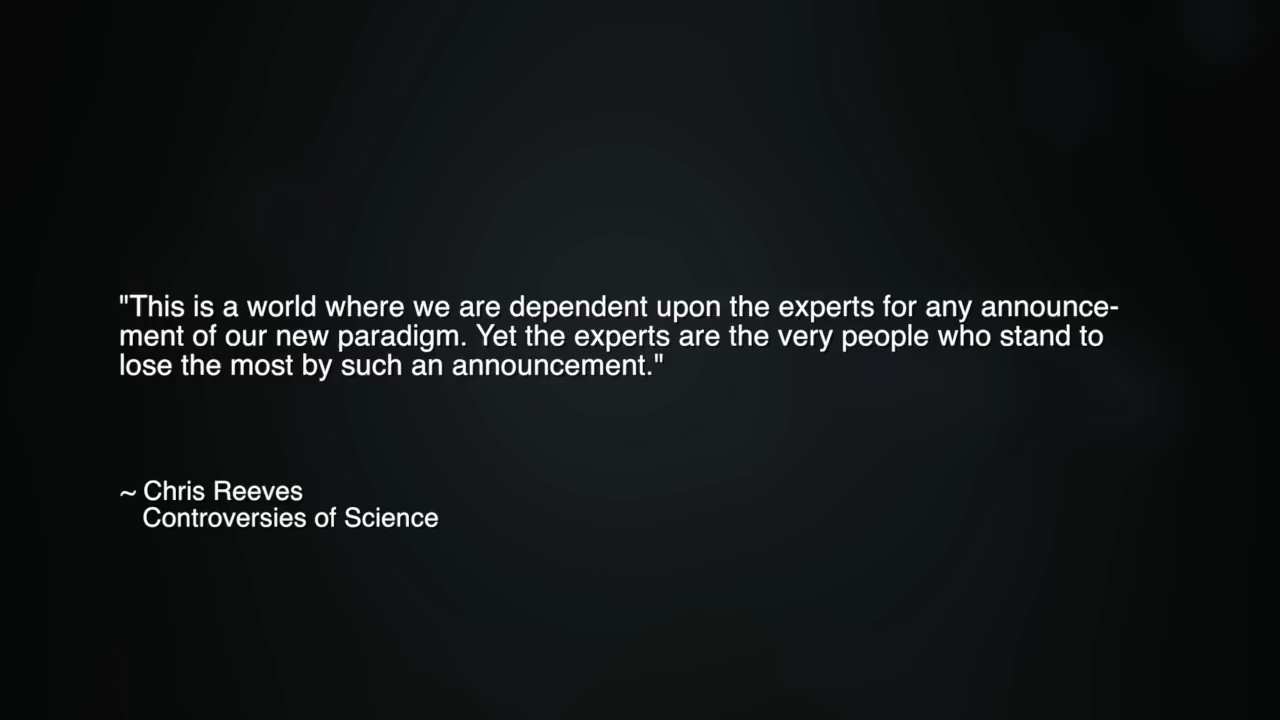 "This is a world where we are dependent upon the experts for any announce-
ment of our new paradigm. Yet the experts are the very people who stand to
lose the most by such an announcement."
~ Chris Reeves
Controversies of Science